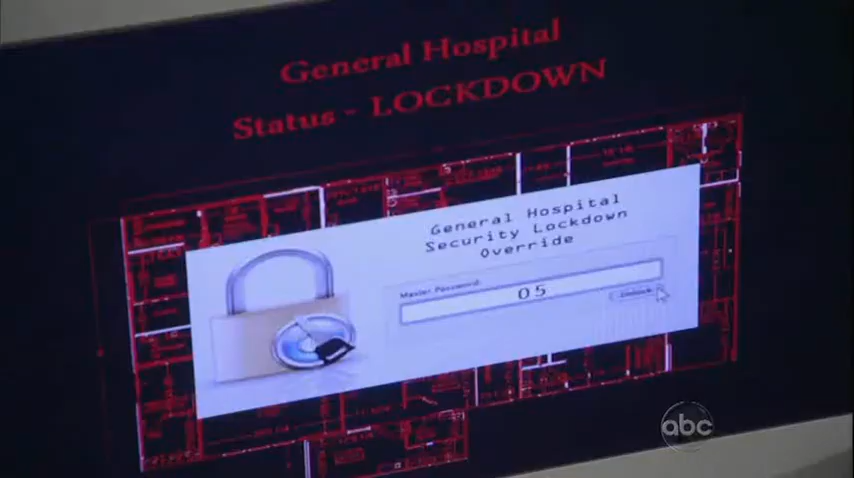 General Hospital
Status - LOCKDOWN
General Hospital
Security Lockdown
Override
Master Password:
05
Unlock
abc